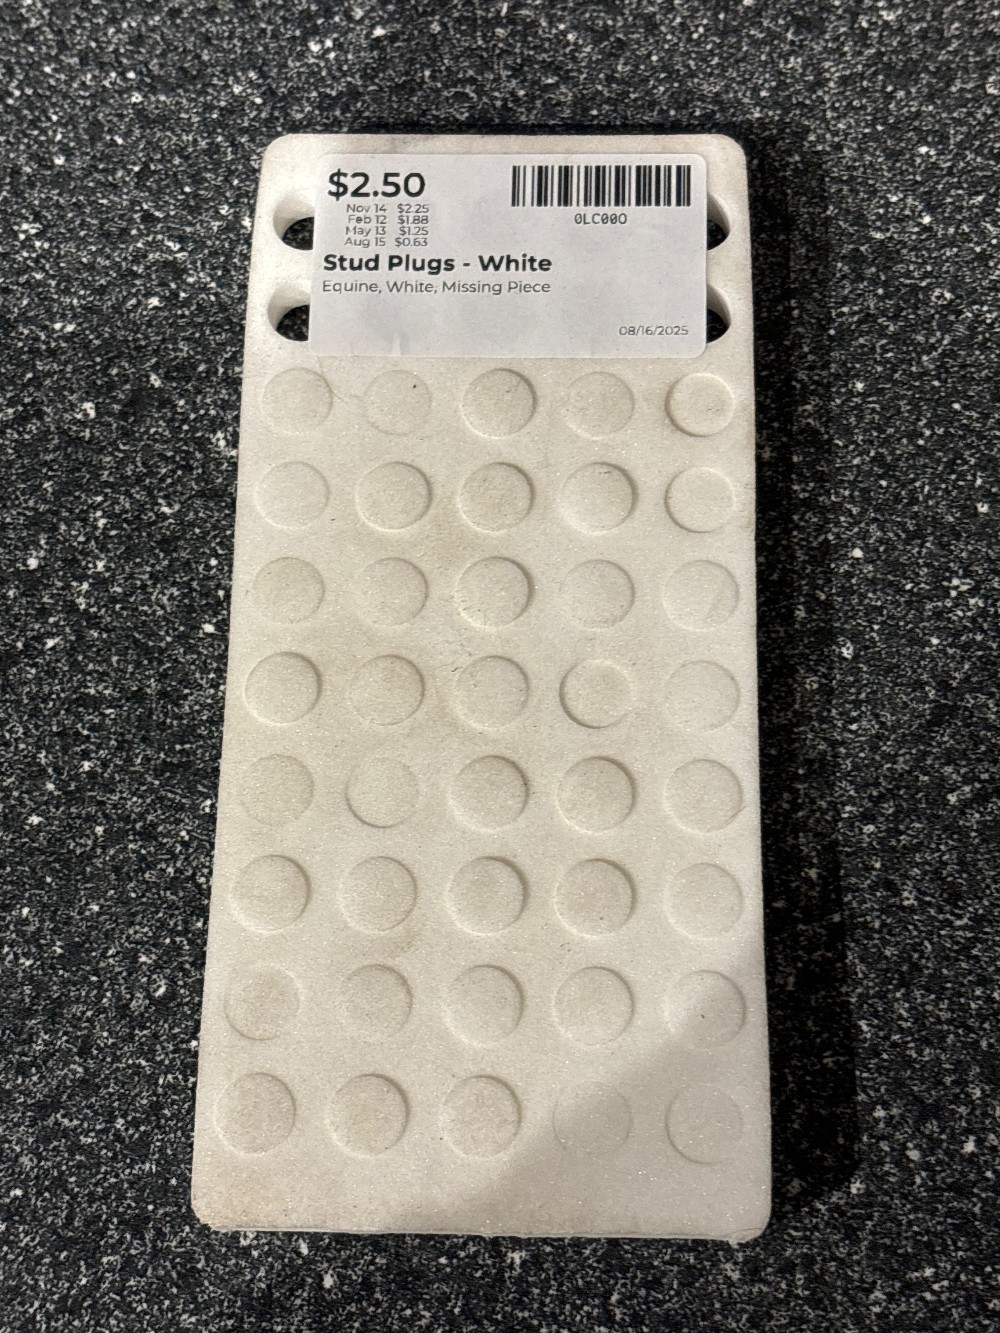 $2.50
Nov 14 $2.25
Feb 12 $1.88
May 13 $1.25
Aug 15 $0.63
0LC00O
Stud Plugs - White
Equine, White, Missing Piece
08/16/2025